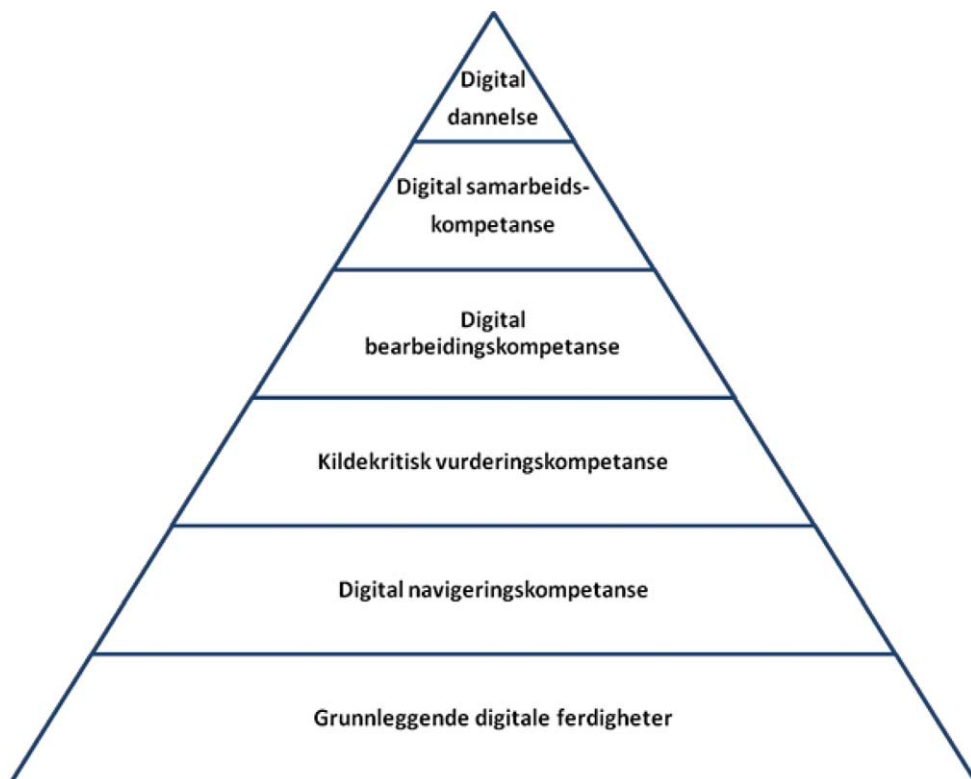 Digital
dannelse
Digital samarbeids-
kompetanse
Digital
bearbeidingskompetanse
Kildekritisk vurderingskompetanse
Digital navigeringskompetanse
Grunnleggende digitale ferdigheter